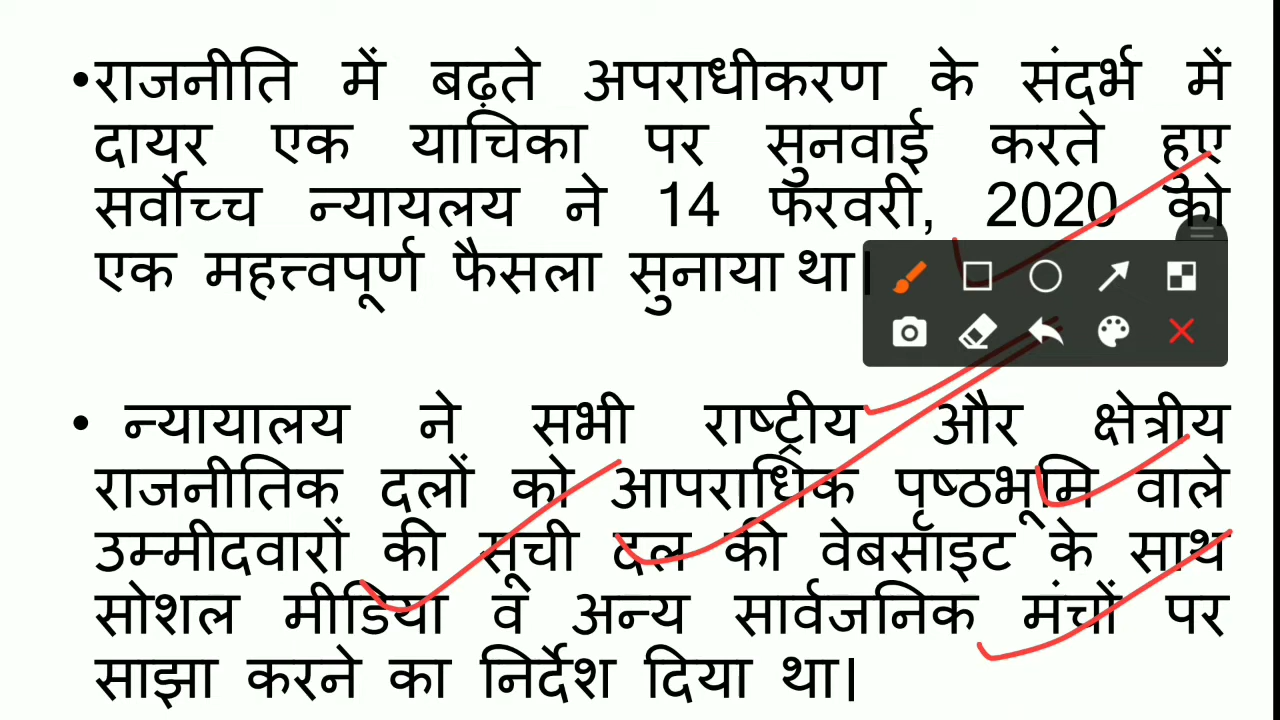 •राजनीति में बढ़ते अपराधीकरण के संदर्भ में
दायर एक याचिका पर सुनवाई करते हुए
सर्वोच्च न्यायलय ने 14 फरवरी, 2020 को
एक महत्त्वपूर्ण फैसला सुनाया था।
• न्यायालय ने सभी राष्ट्रीय और क्षेत्रीय
राजनीतिक दलों को आपराधिक पृष्ठभूमि वाले
उम्मीदवारों की सूची दल की वेबसाइट के साथ
सोशल मीडिया व अन्य सार्वजनिक मंचों पर
साझा करने का निर्देश दिया था।